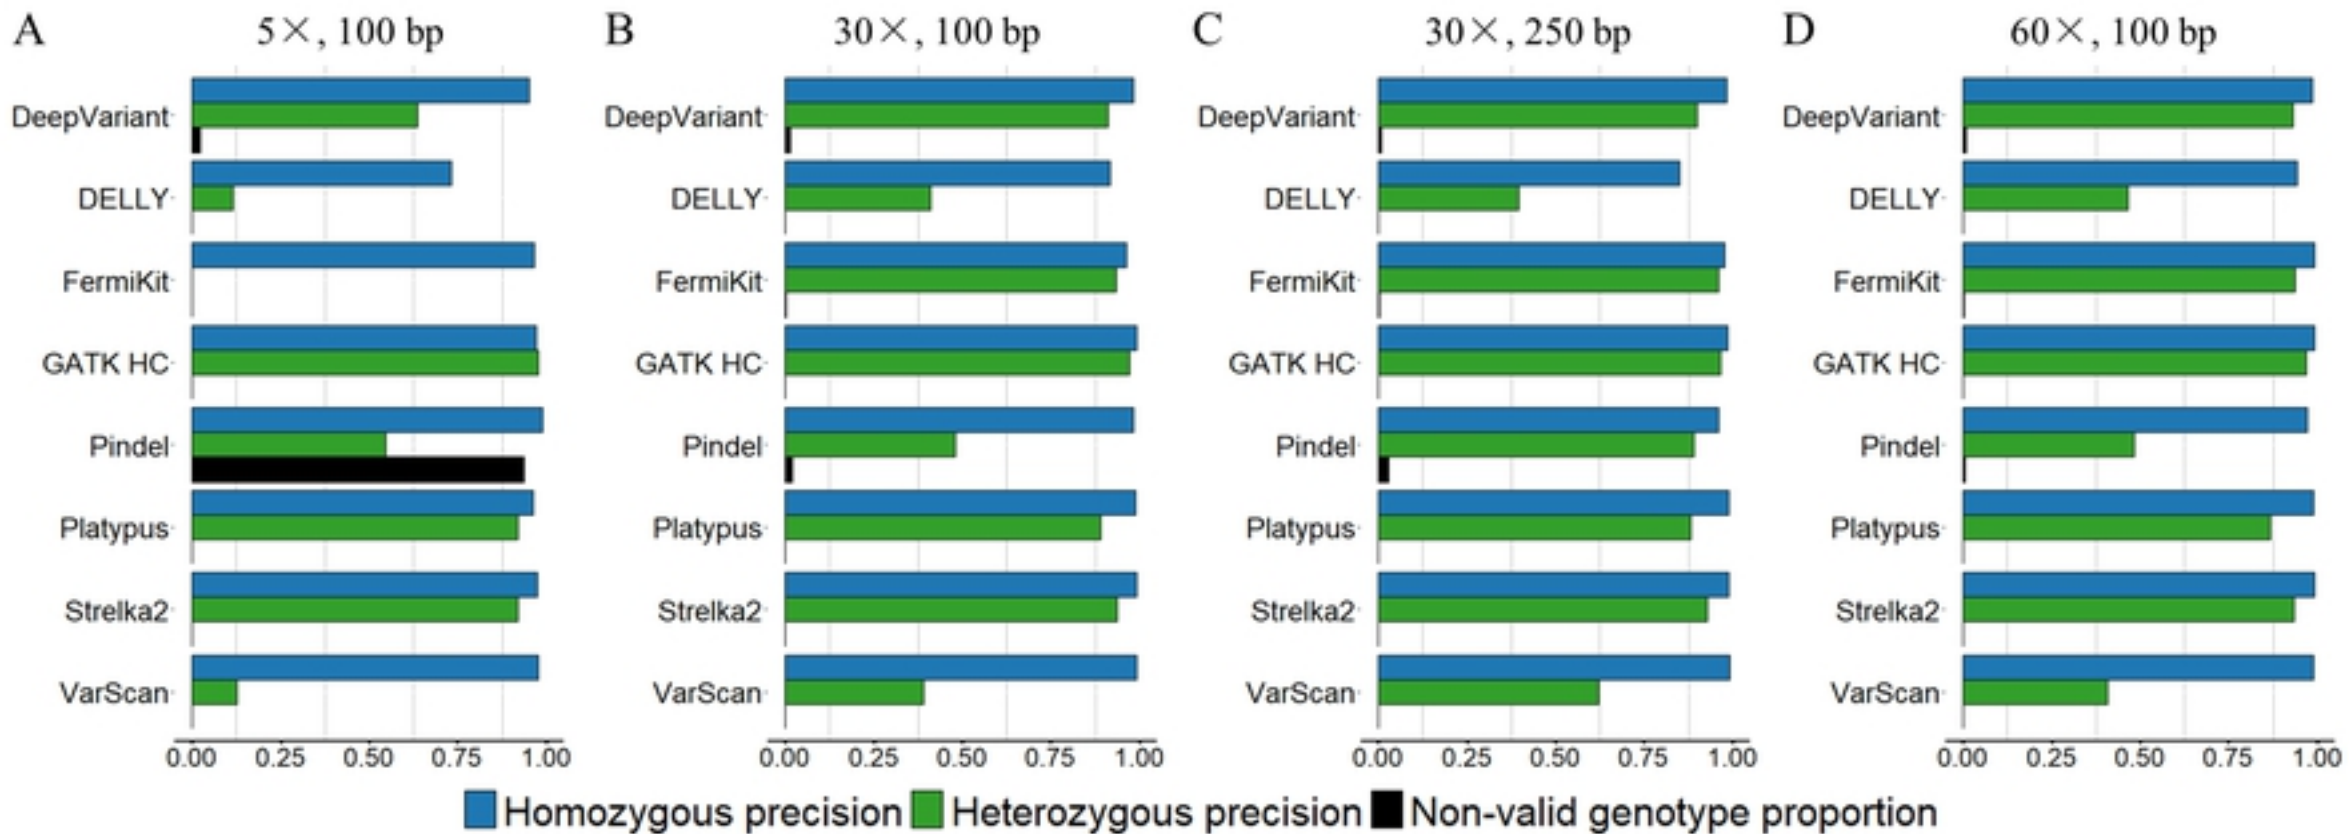 A 5×, 100 bp
B 30×, 100 bp
C 30×, 250 bp
D 60×, 100 bp
DeepVariant
DELLY
FermiKit
GATK HC
Pindel
Platypus
Strelka2
VarScan
0.00 0.25 0.50 0.75 1.00
DeepVariant
DELLY
FermiKit
GATK HC
Pindel
Platypus
Strelka2
VarScan
0.00 0.25 0.50 0.75 1.00
DeepVariant
DELLY
FermiKit
GATK HC
Pindel
Platypus
Strelka2
VarScan
0.00 0.25 0.50 0.75 1.00
DeepVariant
DELLY
FermiKit
GATK HC
Pindel
Platypus
Strelka2
VarScan
0.00 0.25 0.50 0.75 1.00
Homozygous precision Heterozygous precision Non-valid genotype proportion